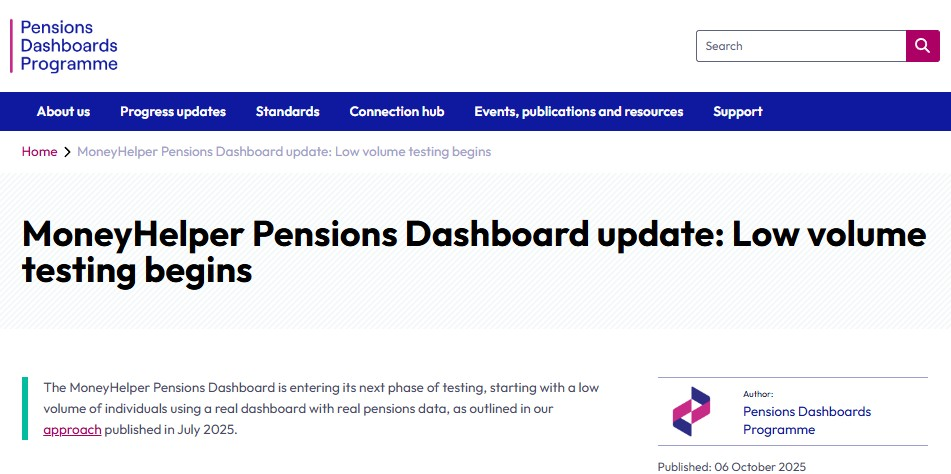 Pensions
Dashboards
Programme
Search
About us Progress updates Standards Connection hub Events, publications and resources Support
Home MoneyHelper Pensions Dashboard update: Low volume testing begins
MoneyHelper Pensions Dashboard update: Low volume
testing begins
The MoneyHelper Pensions Dashboard is entering its next phase of testing, starting with a low
volume of individuals using a real dashboard with real pensions data, as outlined in our
approach published in July 2025.
Author:
Pensions Dashboards
Programme
Published: 06 October 2025